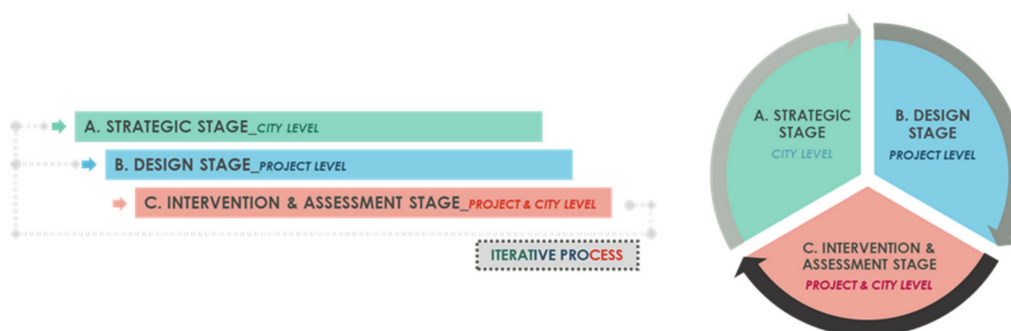 A. STRATEGIC STAGE_CITY LEVEL
B. DESIGN STAGE_PROJECT LEVEL
C. INTERVENTION & ASSESSMENT STAGE_PROJECT & CITY LEVEL
ITERATIVE PROCESS
A. STRATEGIC
STAGE
CITY LEVEL
B. DESIGN
STAGE
PROJECT LEVEL
C. INTERVENTION &
ASSESSMENT STAGE
PROJECT & CITY LEVEL